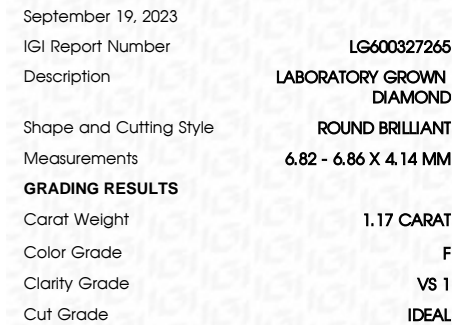 September 19, 2023
IGI Report Number LG600327265
Description LABORATORY GROWN
DIAMOND
Shape and Cutting Style ROUND BRILLIANT
Measurements 6.82 - 6.86 X 4.14 MM
GRADING RESULTS
Carat Weight 1.17 CARAT
Color Grade F
Clarity Grade VS 1
Cut Grade IDEAL